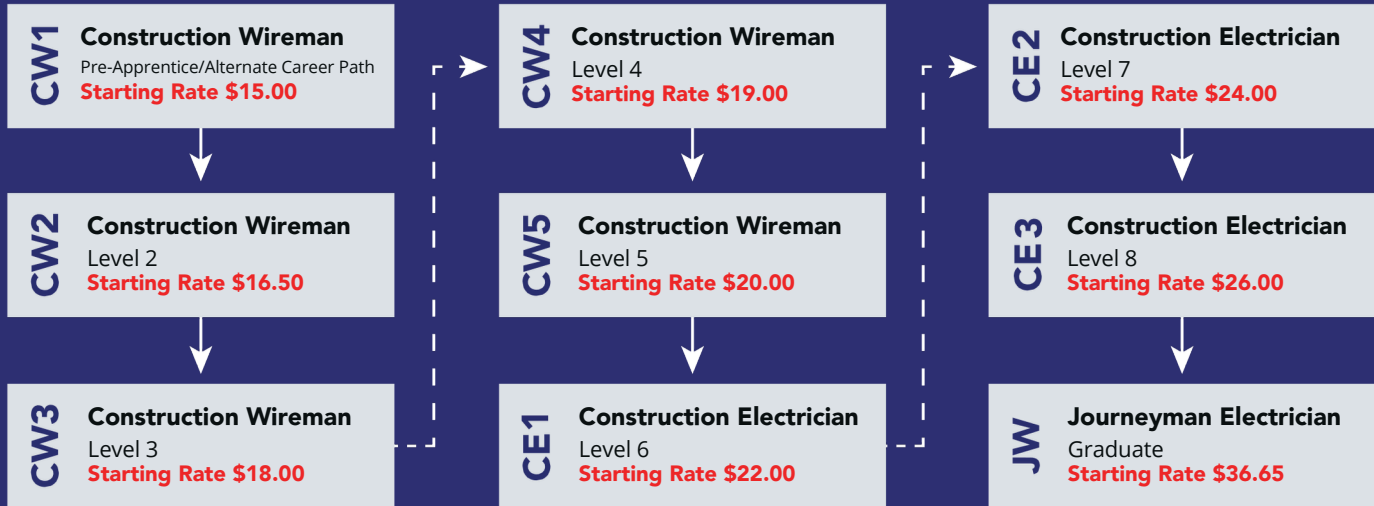 CW1
Construction Wireman
Pre-Apprentice/Alternate Career Path
Starting Rate $15.00
CW2
Construction Wireman
Level 2
Starting Rate $16.50
CW3
Construction Wireman
Level 3
Starting Rate $18.00
CW4
Construction Wireman
Level 4
Starting Rate $19.00
CW5
Construction Wireman
Level 5
Starting Rate $20.00
CE1
Construction Electrician
Level 6
Starting Rate $22.00
CE2
Construction Electrician
Level 7
Starting Rate $24.00
CE3
Construction Electrician
Level 8
Starting Rate $26.00
JW
Journeyman Electrician
Graduate
Starting Rate $36.65